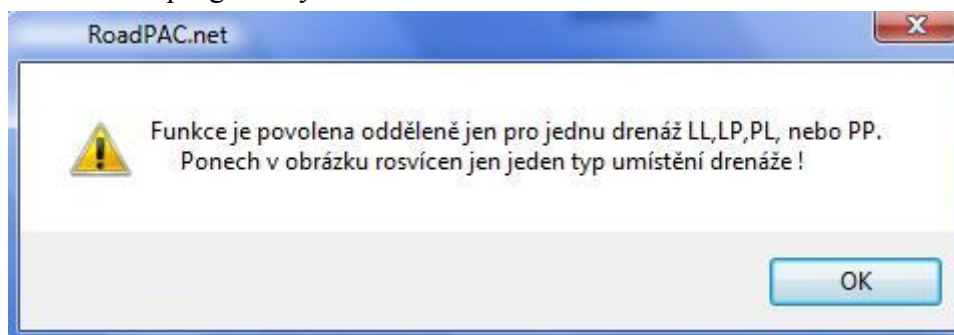 RoadPAC.net
Funkce je povolena odděleně jen pro jednu drenáž LL,LP,PL, nebo PP.
Ponech v obrázku rosvícen jen jeden typ umístění drenáže !
OK